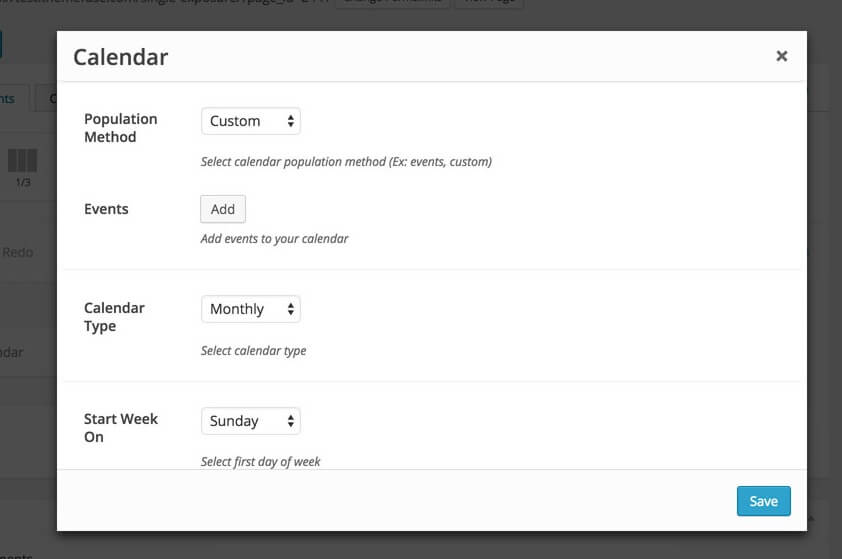 Calendar
Population
Method
Custom
Select calendar population method (Ex: events, custom)
Events
Add
Add events to your calendar
Calendar
Type
Monthly
Select calendar type
Start Week
On
Sunday
Select first day of week
Save
1/3
Redo